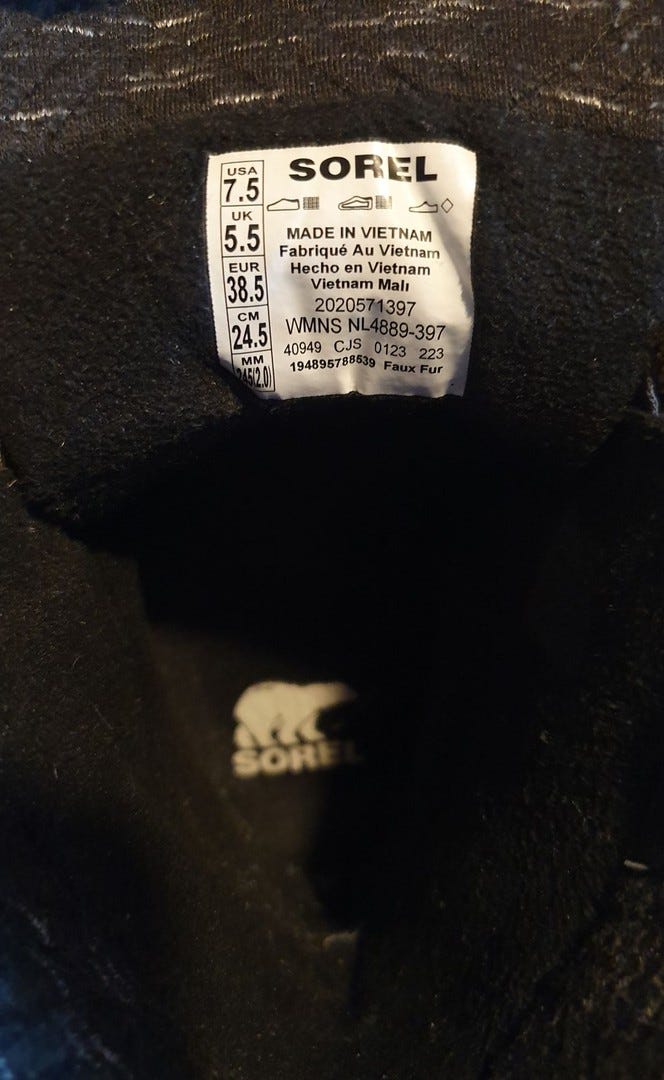 USA
7.5
UK
5.5
EUR
38.5
CM
24.5
MM
245(2.0)
SOREL
MADE IN VIETNAM
Fabriqué Au Vietnam
Hecho en Vietnam
Vietnam Malı
2020571397
WMNS NL4889-397
40949 CJS 0123 223
194895788539 Faux Fur
SOREL